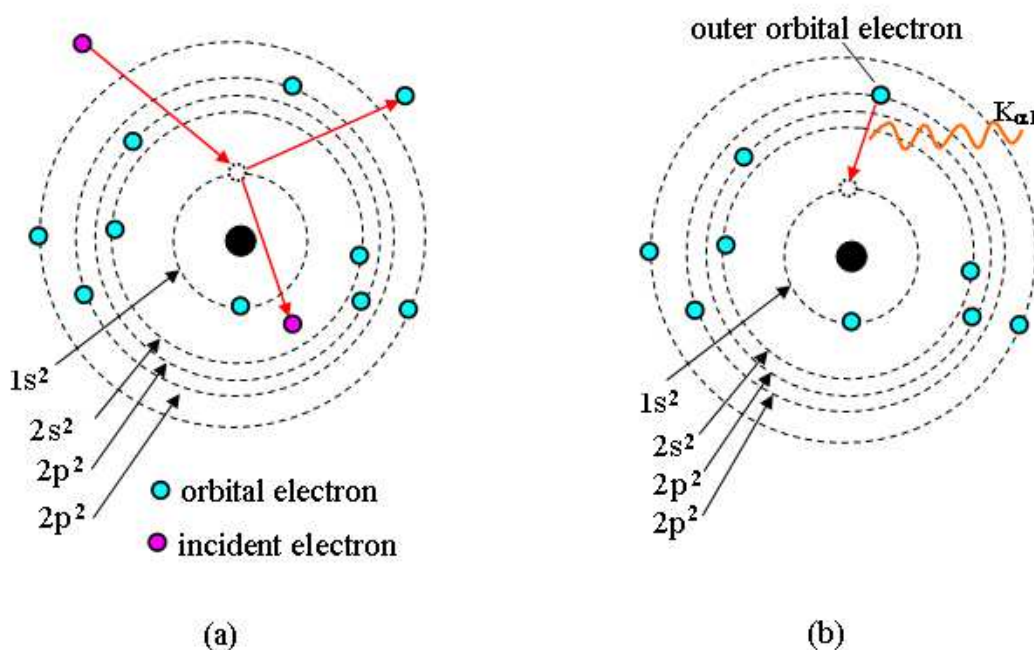 outer orbital electron
Kα1
1s²
2s²
2p²
2p²
orbital electron
incident electron
(a)
1s²
2s²
2p²
2p²
(b)